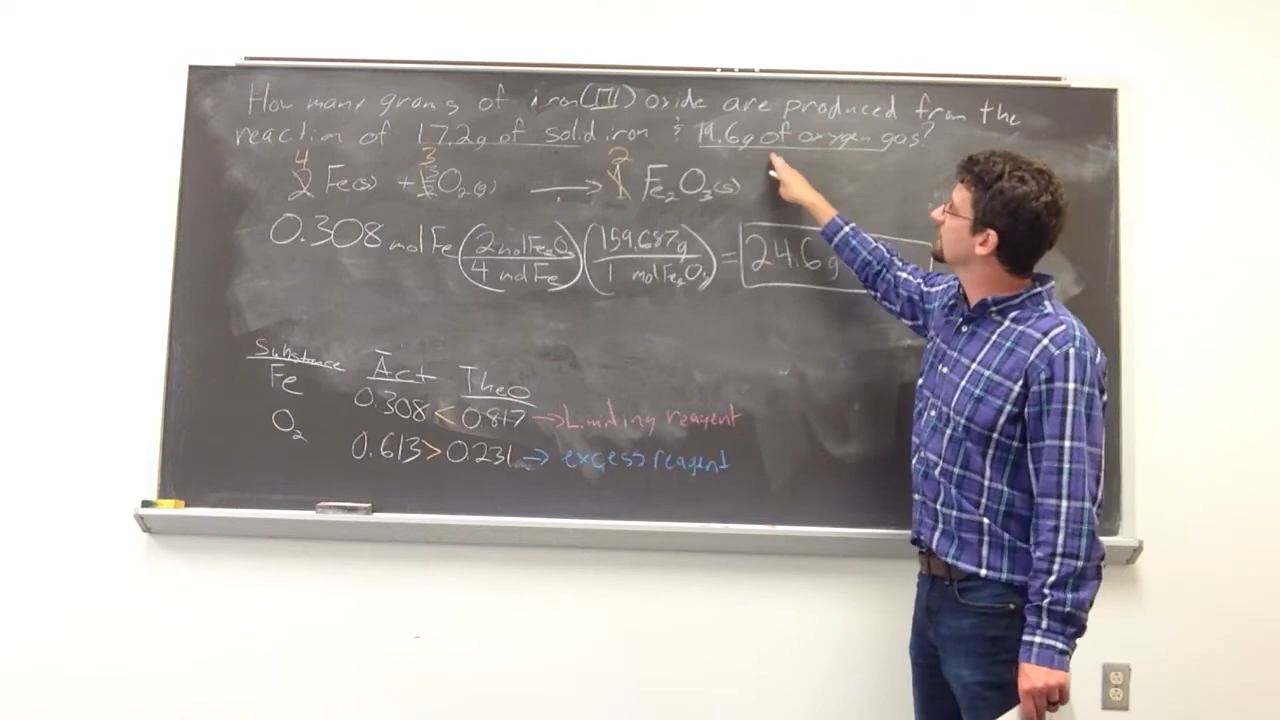 How many grams of iron(III) oxide are produced from the
reaction of 17.2g of solid iron & 19.6g of oxygen gas?
4 3 2
2 Fe(s) + O₂(g) → 1 Fe₂O₃(s)
0.308 mol Fe (2 mol Fe₂O₃ / 4 mol Fe) (159.687g / 1 mol Fe₂O₃) = 24.6g
Substance Act Theo
Fe 0.308 < 0.817 → Limiting reagent
O₂ 0.613 > 0.231 → excess reagent